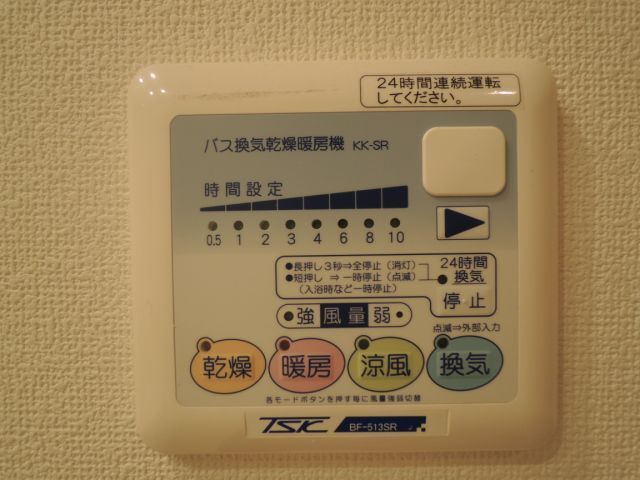 24時間連続運転
してください。
バス換気乾燥暖房機 KK-SR
時間設定
0.5 1 2 3 4 6 8 10
●長押し3秒⇒全停止(消灯)
●短押し ⇒一時停止(点滅)
(入浴時など一時停止)
24時間
換気
停止
強 風量 弱
点滅⇒外部入力
乾燥 暖房 涼風 換気
各モードボタンを押す毎に風量強弱切替
TSK BF-513SR